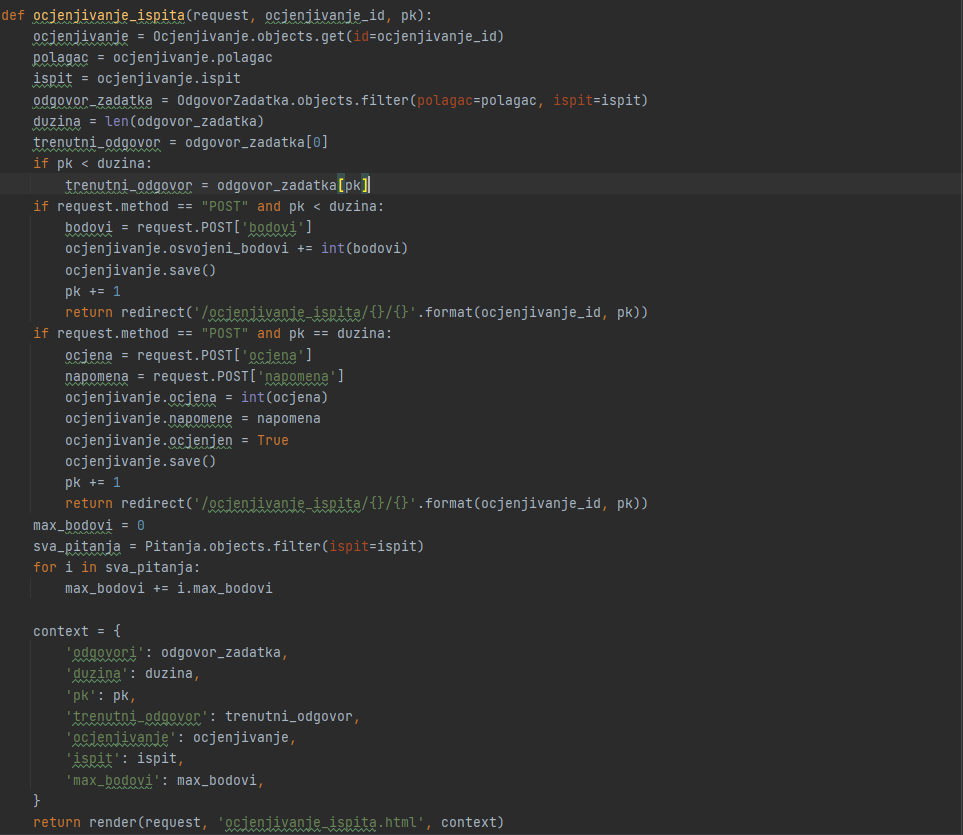 def ocjenjivanje_ispita(request, ocjenjivanje_id, pk):
    ocjenjivanje = Ocjenjivanje.objects.get(id=ocjenjivanje_id)
    polagac = ocjenjivanje.polagac
    ispit = ocjenjivanje.ispit
    odgovor_zadatka = OdgovorZadatka.objects.filter(polagac=polagac, ispit=ispit)
    duzina = len(odgovor_zadatka)
    trenutni_odgovor = odgovor_zadatka[0]
    if pk < duzina:
        trenutni_odgovor = odgovor_zadatka[pk]
    if request.method == "POST" and pk < duzina:
        bodovi = request.POST['bodovi']
        ocjenjivanje.osvojeni_bodovi += int(bodovi)
        ocjenjivanje.save()
        pk += 1
        return redirect('/ocjenjivanje_ispita/{}/{}'.format(ocjenjivanje_id, pk))
    if request.method == "POST" and pk == duzina:
        ocjena = request.POST['ocjena']
        napomena = request.POST['napomena']
        ocjenjivanje.ocjena = int(ocjena)
        ocjenjivanje.napomene = napomena
        ocjenjivanje.ocjenjen = True
        ocjenjivanje.save()
        pk += 1
        return redirect('/ocjenjivanje_ispita/{}/{}'.format(ocjenjivanje_id, pk))
    max_bodovi = 0
    sva_pitanja = Pitanja.objects.filter(ispit=ispit)
    for i in sva_pitanja:
        max_bodovi += i.max_bodovi

    context = {
        'odgovori': odgovor_zadatka,
        'duzina': duzina,
        'pk': pk,
        'trenutni_odgovor': trenutni_odgovor,
        'ocjenjivanje': ocjenjivanje,
        'ispit': ispit,
        'max_bodovi': max_bodovi,
    }
    return render(request, 'ocjenjivanje_ispita.html', context)